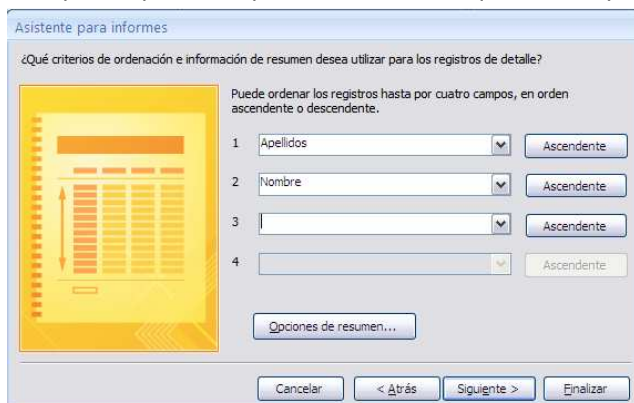 Asistente para informes
¿Qué criterios de ordenación e información de resumen desea utilizar para los registros de detalle?
Puede ordenar los registros hasta por cuatro campos, en orden
ascendente o descendente.
1 Apellidos Ascendente
2 Nombre Ascendente
3 Ascendente
4 Ascendente
Opciones de resumen...
Cancelar < Atrás Siguiente > Finalizar